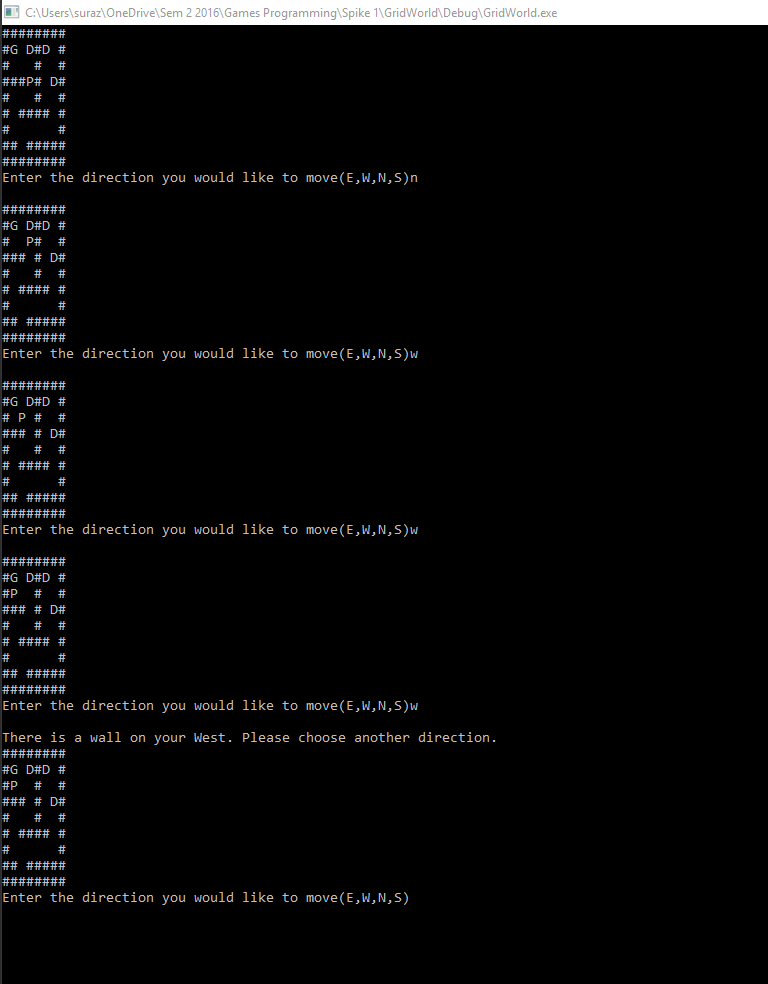 C:\Users\suraz\OneDrive\Sem 2 2016\Games Programming\Spike 1\GridWorld\Debug\GridWorld.exe
########
#G D#D #
#   #  #
###P# D#
#   #  #
# #### #
#      #
## #####
########
Enter the direction you would like to move(E,W,N,S)n
########
#G D#D #
#  P#  #
### # D#
#   #  #
# #### #
#      #
## #####
########
Enter the direction you would like to move(E,W,N,S)w
########
#G D#D #
# P #  #
### # D#
#   #  #
# #### #
#      #
## #####
########
Enter the direction you would like to move(E,W,N,S)w
########
#G D#D #
#P  #  #
### # D#
#   #  #
# #### #
#      #
## #####
########
Enter the direction you would like to move(E,W,N,S)w
There is a wall on your West. Please choose another direction.
########
#G D#D #
#P  #  #
### # D#
#   #  #
# #### #
#      #
## #####
########
Enter the direction you would like to move(E,W,N,S)